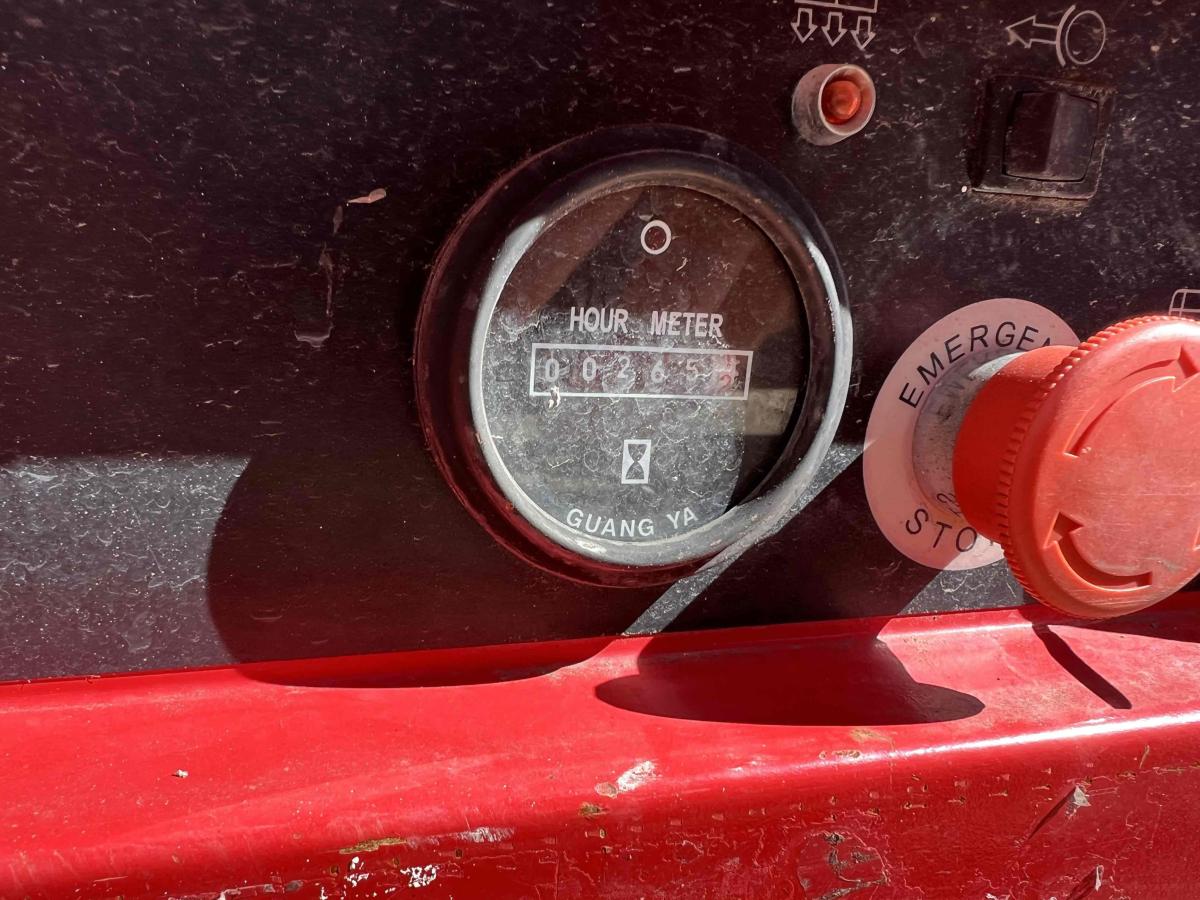 HOUR METER
0 0 2 6 5
GUANG YA
EMERGEN
STO